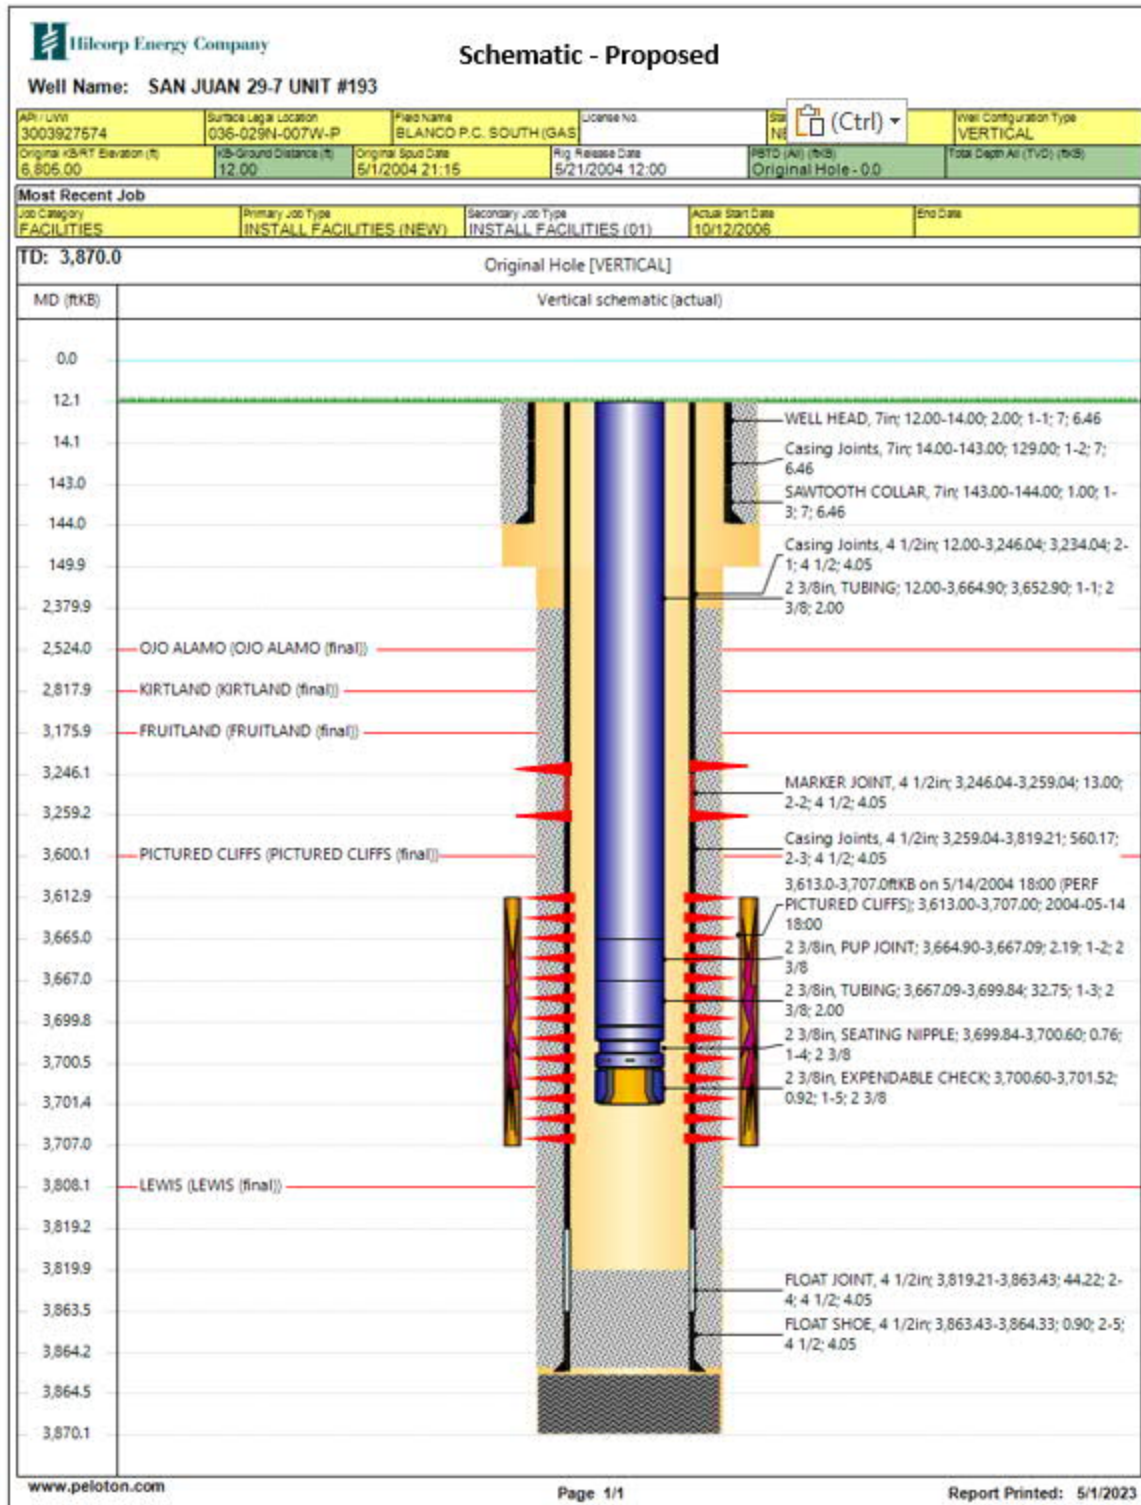 Hilcorp Energy Company
Schematic - Proposed
Well Name: SAN JUAN 29-7 UNIT #193
API / UWI
3003927574
Surface Legal Location
036-029N-007W-P
Field Name
BLANCO P.C. SOUTH (GAS
License No.
(Ctrl)
Well Configuration Type
VERTICAL
Original KB/RT Elevation (ft)
6,805.00
KB-Ground Distance (ft)
12.00
Original Spud Date
5/1/2004 21:15
Rig Release Date
5/21/2004 12:00
PBTD (All) (ftKB)
Original Hole - 0.0
Total Depth All (TVD) (ftKB)
Most Recent Job
Job Category
FACILITIES
Primary Job Type
INSTALL FACILITIES (NEW)
Secondary Job Type
INSTALL FACILITIES (01)
Actual Start Date
10/12/2006
End Date
TD: 3,870.0
Original Hole [VERTICAL]
MD (ftKB)
Vertical schematic (actual)
0.0
12.1
14.1
143.0
144.0
149.9
2,379.9
2,524.0
2,817.9
3,175.9
3,246.1
3,259.2
3,600.1
3,612.9
3,665.0
3,667.0
3,699.8
3,700.5
3,701.4
3,707.0
3,808.1
3,819.2
3,819.9
3,863.5
3,864.2
3,864.5
3,870.1
OJO ALAMO (OJO ALAMO (final))
KIRTLAND (KIRTLAND (final))
FRUITLAND (FRUITLAND (final))
PICTURED CLIFFS (PICTURED CLIFFS (final))
LEWIS (LEWIS (final))
WELL HEAD, 7in; 12.00-14.00; 2.00; 1-1; 7; 6.46
Casing Joints, 7in; 14.00-143.00; 129.00; 1-2; 7;
6.46
SAWTOOTH COLLAR, 7in; 143.00-144.00; 1.00; 1-
3; 7; 6.46
Casing Joints, 4 1/2in; 12.00-3,246.04; 3,234.04; 2-
1; 4 1/2; 4.05
2 3/8in, TUBING; 12.00-3,664.90; 3,652.90; 1-1; 2
3/8; 2.00
MARKER JOINT, 4 1/2in; 3,246.04-3,259.04; 13.00;
2-2; 4 1/2; 4.05
Casing Joints, 4 1/2in; 3,259.04-3,819.21; 560.17;
2-3; 4 1/2; 4.05
3,613.0-3,707.0ftKB on 5/14/2004 18:00 (PERF
PICTURED CLIFFS); 3,613.00-3,707.00; 2004-05-14
18:00
2 3/8in, PUP JOINT; 3,664.90-3,667.09; 2.19; 1-2; 2
3/8
2 3/8in, TUBING; 3,667.09-3,699.84; 32.75; 1-3; 2
3/8; 2.00
2 3/8in, SEATING NIPPLE; 3,699.84-3,700.60; 0.76;
1-4; 2 3/8
2 3/8in, EXPENDABLE CHECK; 3,700.60-3,701.52;
0.92; 1-5; 2 3/8
FLOAT JOINT, 4 1/2in; 3,819.21-3,863.43; 44.22; 2-
4; 4 1/2; 4.05
FLOAT SHOE, 4 1/2in; 3,863.43-3,864.33; 0.90; 2-5;
4 1/2; 4.05
www.peloton.com
Page 1/1
Report Printed: 5/1/2023